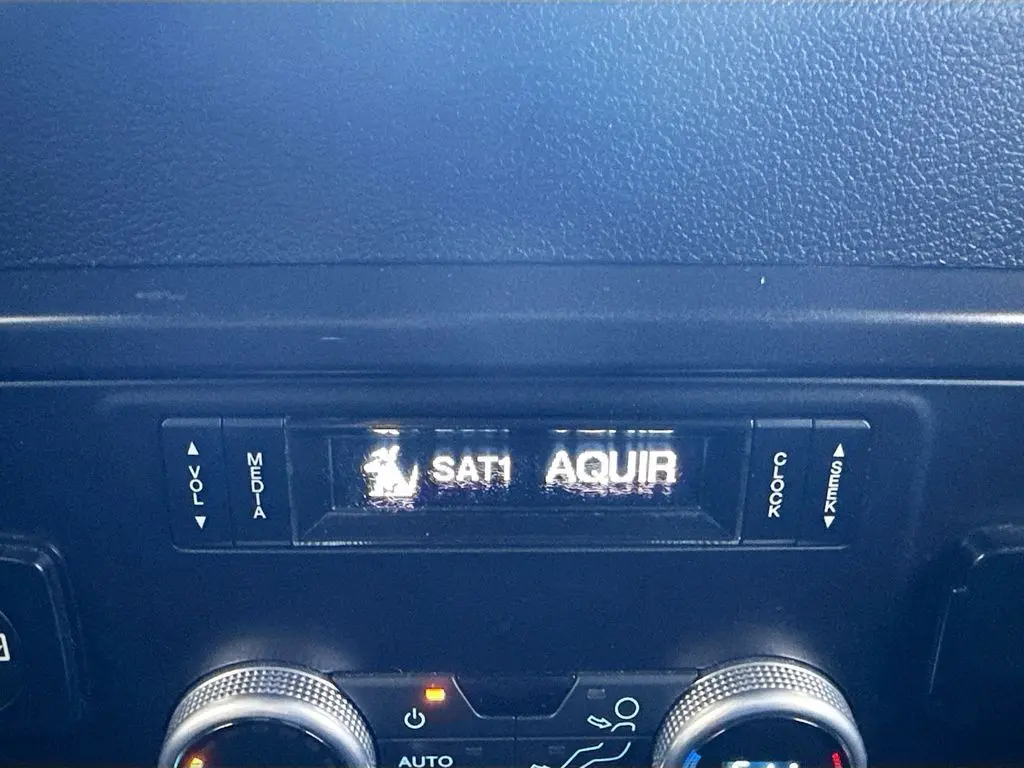 VOL
MEDIA
SAT1 AQUIR
CLOCK
SEEK
AUTO